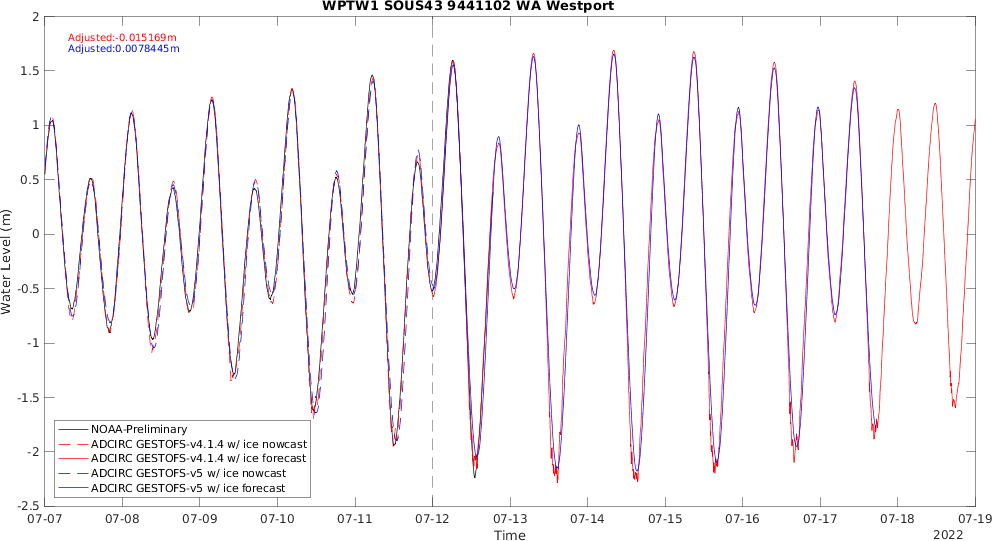 WPTW1 SOUS43 9441102 WA Westport
Adjusted:-0.015169m
Adjusted:0.0078445m
2
1.5
1
0.5
0
-0.5
-1
-1.5
-2
-2.5
Water Level (m)
NOAA-Preliminary
ADCIRC GESTOFS-v4.1.4 w/ ice nowcast
ADCIRC GESTOFS-v4.1.4 w/ ice forecast
ADCIRC GESTOFS-v5 w/ ice nowcast
ADCIRC GESTOFS-v5 w/ ice forecast
07-07 07-08 07-09 07-10 07-11 07-12 07-13 07-14 07-15 07-16 07-17 07-18 07-19
Time
2022